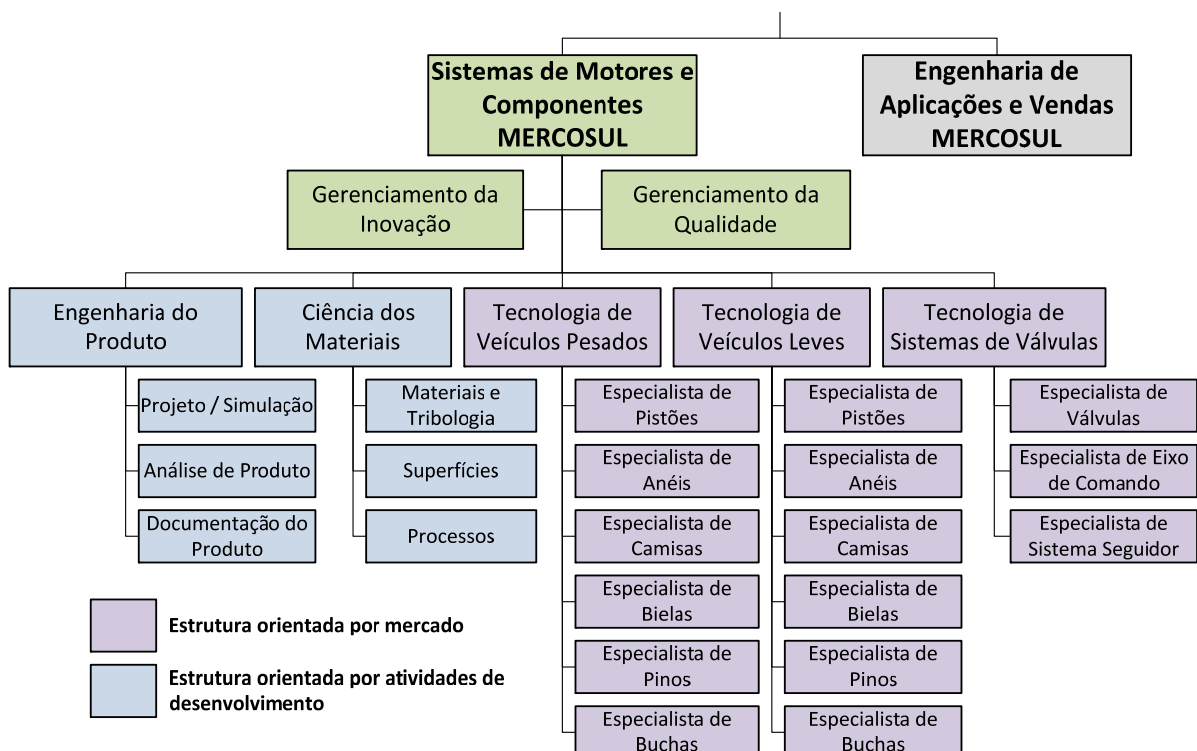 Sistemas de Motores e
Componentes
MERCOSUL
Engenharia de
Aplicações e Vendas
MERCOSUL
Gerenciamento da
Inovação
Gerenciamento da
Qualidade
Engenharia do
Produto
Ciência dos
Materiais
Tecnologia de
Veículos Pesados
Tecnologia de
Veículos Leves
Tecnologia de
Sistemas de Válvulas
Projeto / Simulação
Análise de Produto
Documentação do
Produto
Materiais e
Tribologia
Superfícies
Processos
Especialista de
Pistões
Especialista de
Anéis
Especialista de
Camisas
Especialista de
Bielas
Especialista de
Pinos
Especialista de
Buchas
Especialista de
Pistões
Especialista de
Anéis
Especialista de
Camisas
Especialista de
Bielas
Especialista de
Pinos
Especialista de
Buchas
Especialista de
Válvulas
Especialista de Eixo
de Comando
Especialista de
Sistema Seguidor
Estrutura orientada por mercado
Estrutura orientada por atividades de
desenvolvimento